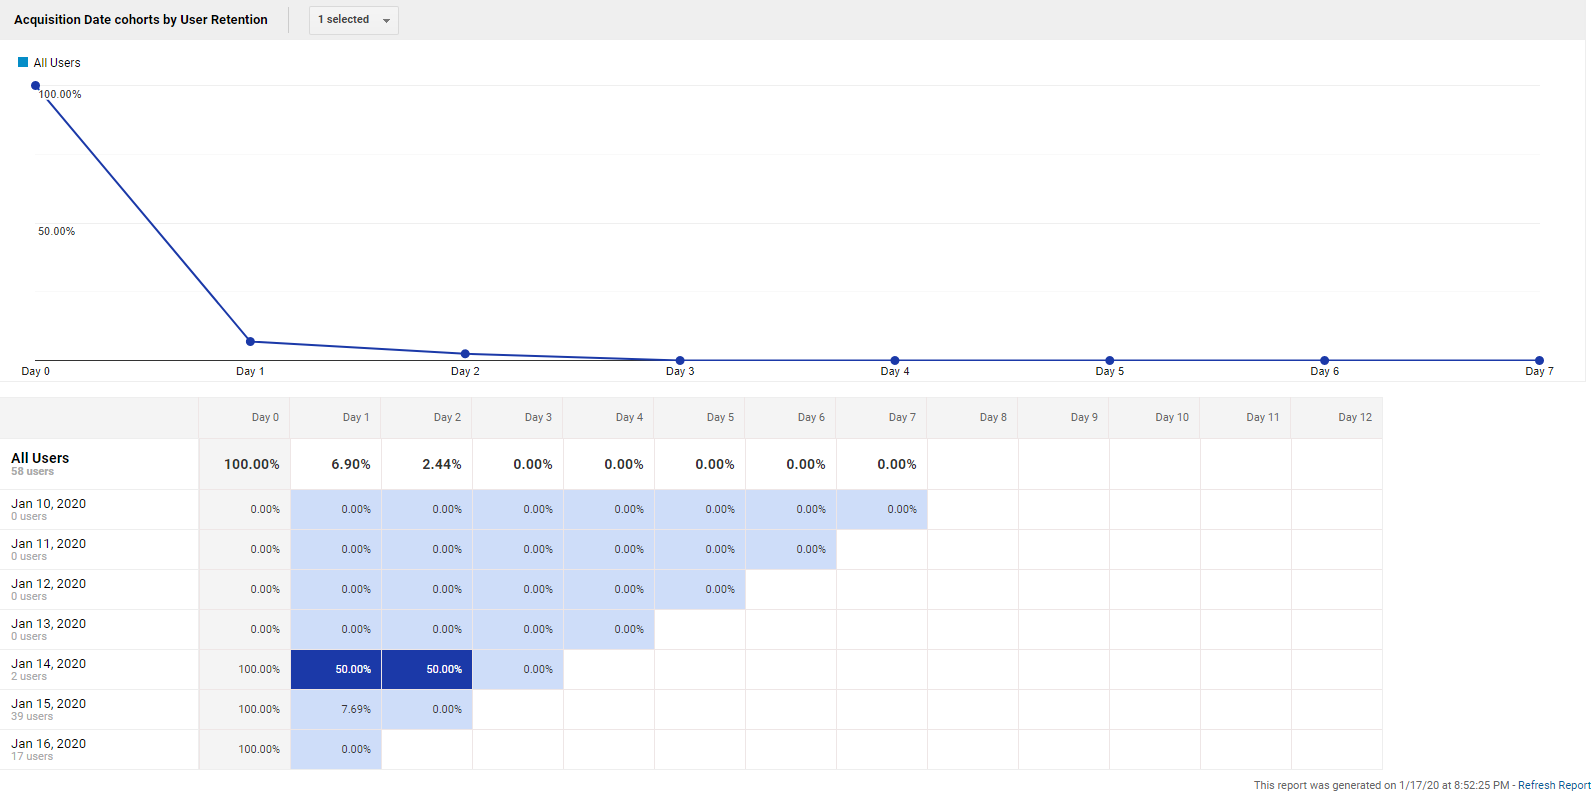 Acquisition Date cohorts by User Retention 1 selected
All Users
100.00%
50.00%
Day 0 Day 1 Day 2 Day 3 Day 4 Day 5 Day 6 Day 7
Day 0 Day 1 Day 2 Day 3 Day 4 Day 5 Day 6 Day 7 Day 8 Day 9 Day 10 Day 11 Day 12
All Users
58 users
100.00% 6.90% 2.44% 0.00% 0.00% 0.00% 0.00% 0.00%
Jan 10, 2020
0 users
0.00% 0.00% 0.00% 0.00% 0.00% 0.00% 0.00% 0.00%
Jan 11, 2020
0 users
0.00% 0.00% 0.00% 0.00% 0.00% 0.00% 0.00%
Jan 12, 2020
0 users
0.00% 0.00% 0.00% 0.00% 0.00% 0.00%
Jan 13, 2020
0 users
0.00% 0.00% 0.00% 0.00% 0.00%
Jan 14, 2020
2 users
100.00% 50.00% 50.00% 0.00%
Jan 15, 2020
39 users
100.00% 7.69% 0.00%
Jan 16, 2020
17 users
100.00% 0.00%
This report was generated on 1/17/20 at 8:52:25 PM - Refresh Report